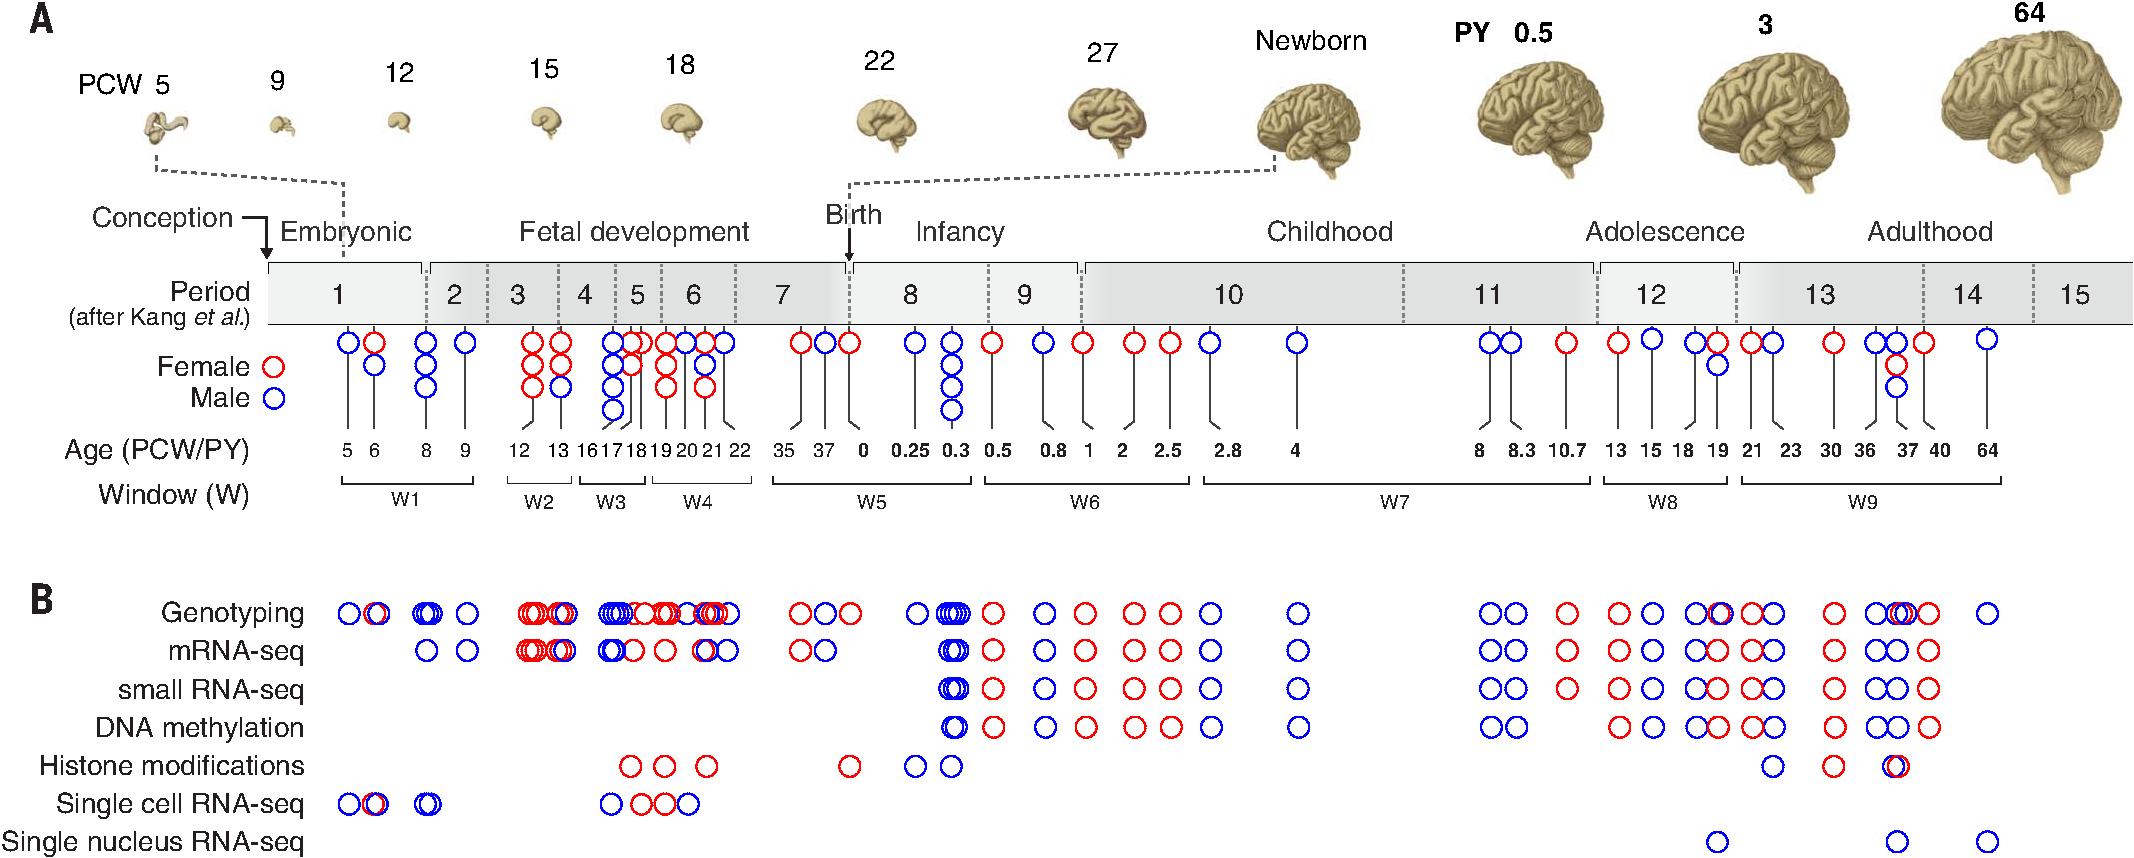 A
PCW 5 9 12 15 18 22 27 Newborn PY 0.5 3 64
Conception Birth
Embryonic Fetal development Infancy Childhood Adolescence Adulthood
Period 1 2 3 4 5 6 7 8 9 10 11 12 13 14 15
(after Kang et al.)
Female
Male
Age (PCW/PY) 5 6 8 9 12 13 16 17 18 19 20 21 22 35 37 0 0.25 0.3 0.5 0.8 1 2 2.5 2.8 4 8 8.3 10.7 13 15 18 19 21 23 30 36 37 40 64
Window (W) W1 W2 W3 W4 W5 W6 W7 W8 W9
B
Genotyping
mRNA-seq
small RNA-seq
DNA methylation
Histone modifications
Single cell RNA-seq
Single nucleus RNA-seq